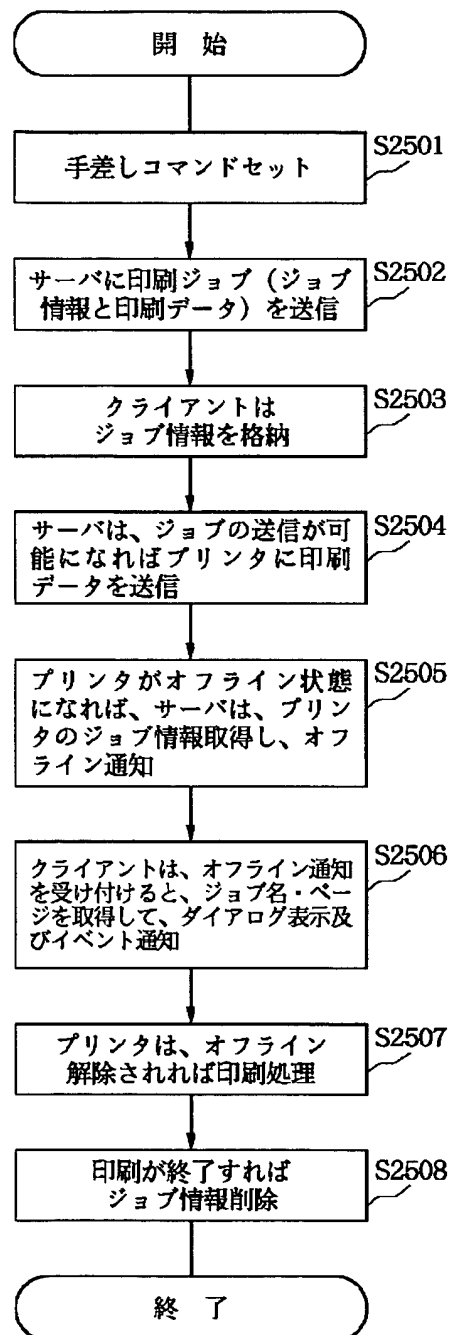 開 始
手差しコマンドセット
S2501
サーバに印刷ジョブ（ジョブ
情報と印刷データ）を送信
S2502
クライアントは
ジョブ情報を格納
S2503
サーバは、ジョブの送信が可
能になればプリンタに印刷
データを送信
S2504
プリンタがオフライン状態
になれば、サーバは、プリン
タのジョブ情報取得し、オフ
ライン通知
S2505
クライアントは、オフライン通知
を受け付けると、ジョブ名・ペー
ジを取得して、ダイアログ表示及
びイベント通知
S2506
プリンタは、オフライン
解除されれば印刷処理
S2507
印刷が終了すれば
ジョブ情報削除
S2508
終 了